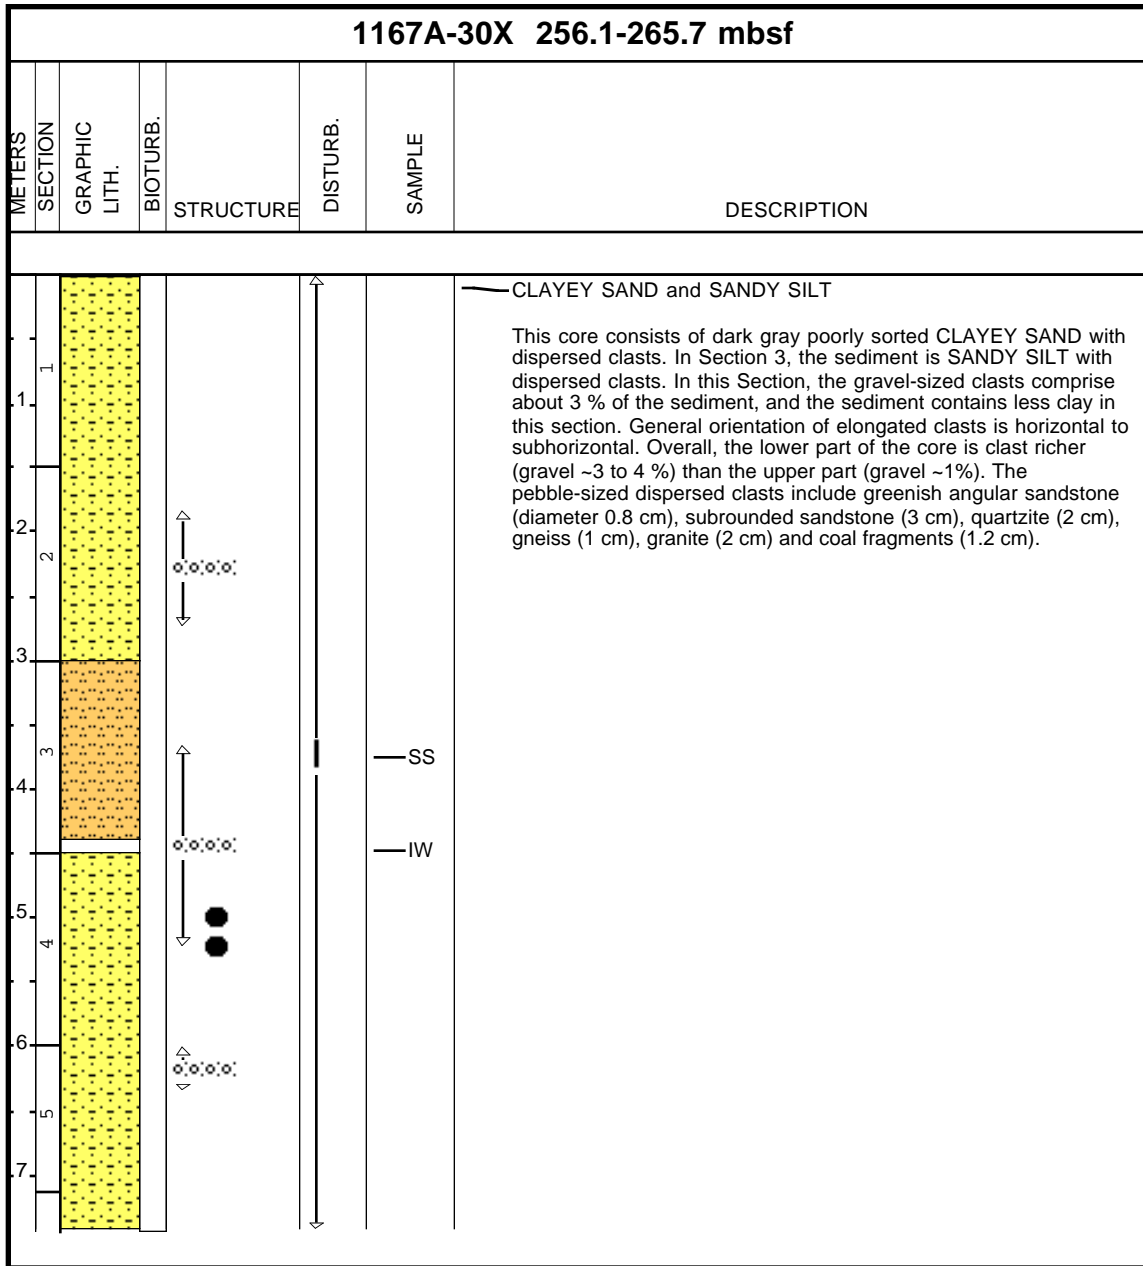 1167A-30X 256.1-265.7 mbsf
METERS
SECTION
GRAPHIC
LITH.
BIOTURB.
STRUCTURE
DISTURB.
SAMPLE
DESCRIPTION
CLAYEY SAND and SANDY SILT
This core consists of dark gray poorly sorted CLAYEY SAND with
dispersed clasts. In Section 3, the sediment is SANDY SILT with
dispersed clasts. In this Section, the gravel-sized clasts comprise
about 3 % of the sediment, and the sediment contains less clay in
this section. General orientation of elongated clasts is horizontal to
subhorizontal. Overall, the lower part of the core is clast richer
(gravel ~3 to 4 %) than the upper part (gravel ~1%). The
pebble-sized dispersed clasts include greenish angular sandstone
(diameter 0.8 cm), subrounded sandstone (3 cm), quartzite (2 cm),
gneiss (1 cm), granite (2 cm) and coal fragments (1.2 cm).
1
1
2
2
3
3
SS
4
IW
5
4
6
5
7